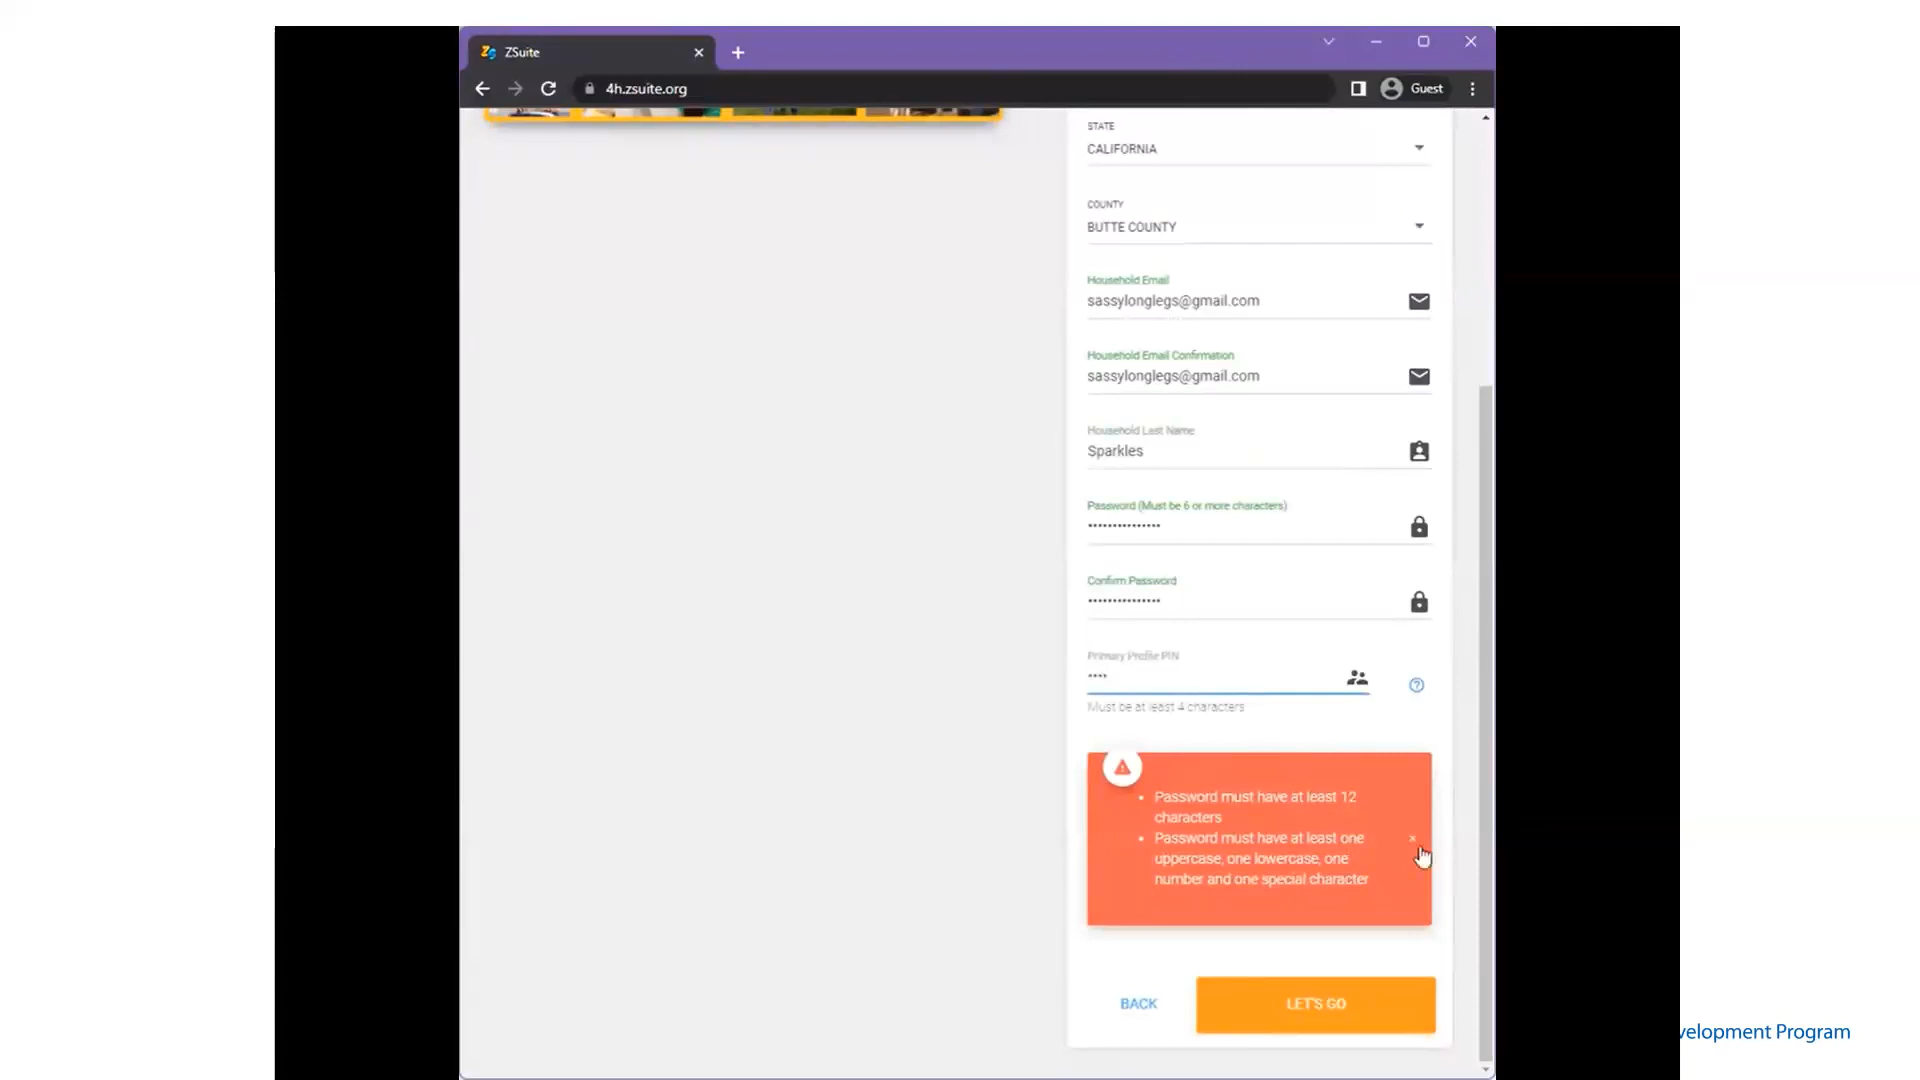 ZSuite
4h.zsuite.org
Guest
STATE
CALIFORNIA
COUNTY
BUTTE COUNTY
Household Email
sassylonglegs@gmail.com
Household Email Confirmation
sassylonglegs@gmail.com
Household Last Name
Sparkles
Password (Must be 6 or more characters)
•••••••••••••••
Confirm Password
•••••••••••••••
Primary Profile PIN
••••
Must be at least 4 characters
• Password must have at least 12
characters
• Password must have at least one
uppercase, one lowercase, one
number and one special character
BACK
LET'S GO
velopment Program